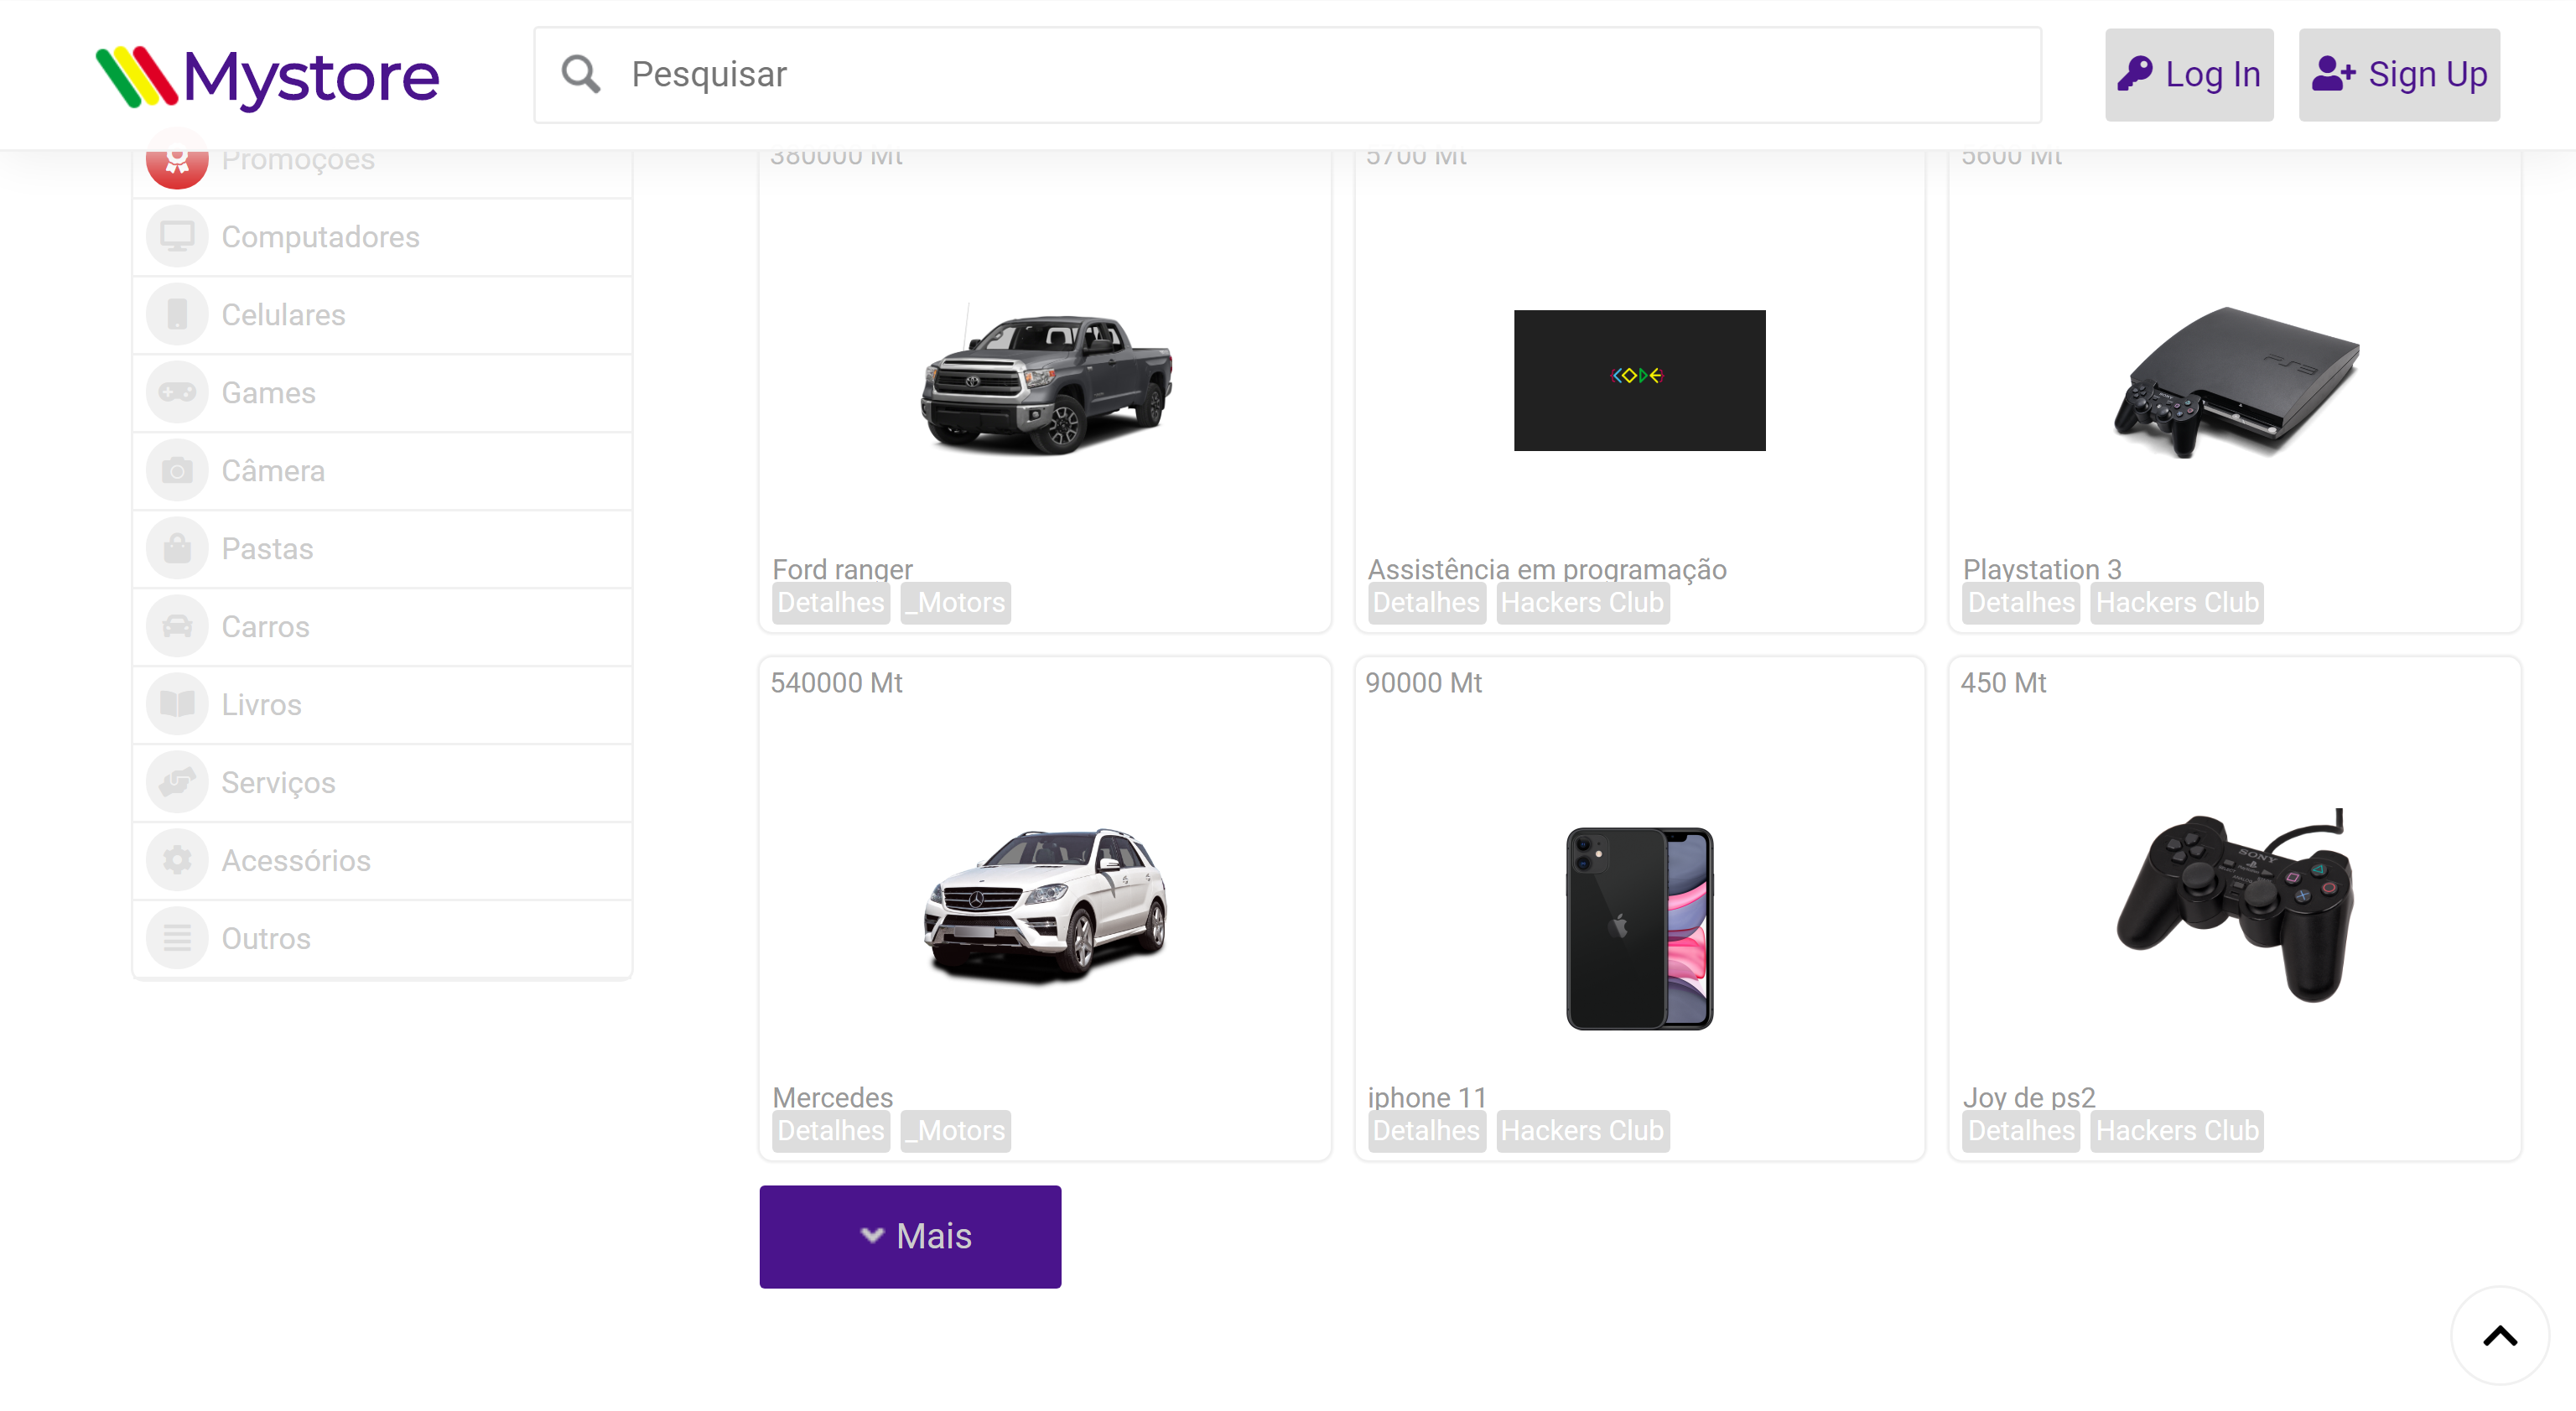 Mystore
Pesquisar
Log In
Sign Up
Promoções
Computadores
Celulares
Games
Câmera
Pastas
Carros
Livros
Serviços
Acessórios
Outros
380000 Mt
Ford ranger
Detalhes
_Motors
5700 Mt
KODE
Assistência em programação
Detalhes
Hackers Club
5600 Mt
PS3
Playstation 3
Detalhes
Hackers Club
540000 Mt
Mercedes
Detalhes
_Motors
90000 Mt
iphone 11
Detalhes
Hackers Club
450 Mt
SONY
Joy de ps2
Detalhes
Hackers Club
Mais